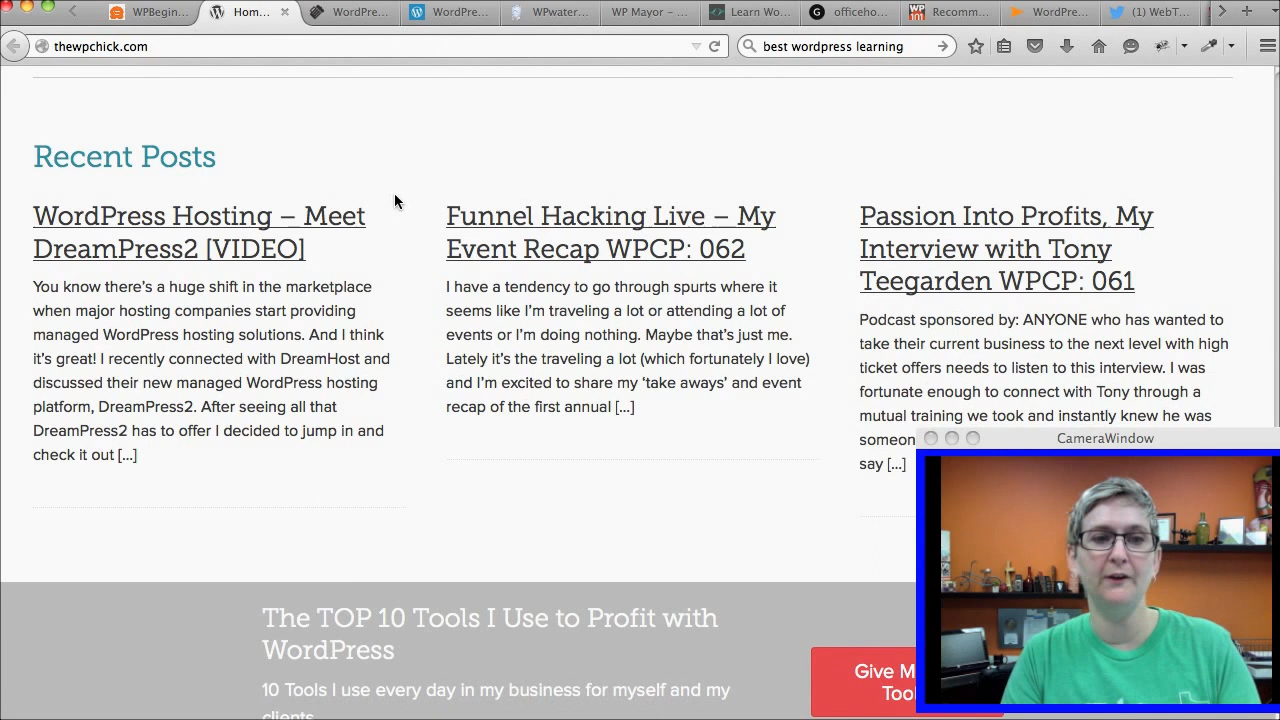 WPBegin...
Hom...
WordPre...
WordPre...
WPwater...
WP Mayor – ...
Learn Wo...
officeho...
Recomm...
WordPre...
(1) WebT...
thewpchick.com
best wordpress learning
Recent Posts
WordPress Hosting – Meet
DreamPress2 [VIDEO]
You know there's a huge shift in the marketplace
when major hosting companies start providing
managed WordPress hosting solutions. And I think
it's great! I recently connected with DreamHost and
discussed their new managed WordPress hosting
platform, DreamPress2. After seeing all that
DreamPress2 has to offer I decided to jump in and
check it out [...]
Funnel Hacking Live – My
Event Recap WPCP: 062
I have a tendency to go through spurts where it
seems like I'm traveling a lot or attending a lot of
events or I'm doing nothing. Maybe that's just me.
Lately it's the traveling a lot (which fortunately I love)
and I'm excited to share my 'take aways' and event
recap of the first annual [...]
Passion Into Profits, My
Interview with Tony
Teegarden WPCP: 061
Podcast sponsored by: ANYONE who has wanted to
take their current business to the next level with high
ticket offers needs to listen to this interview. I was
fortunate enough to connect with Tony through a
mutual training we took and instantly knew he was
someon
say [...]
CameraWindow
The TOP 10 Tools I Use to Profit with
WordPress
10 Tools I use every day in my business for myself and my
clients
Give M
Tool